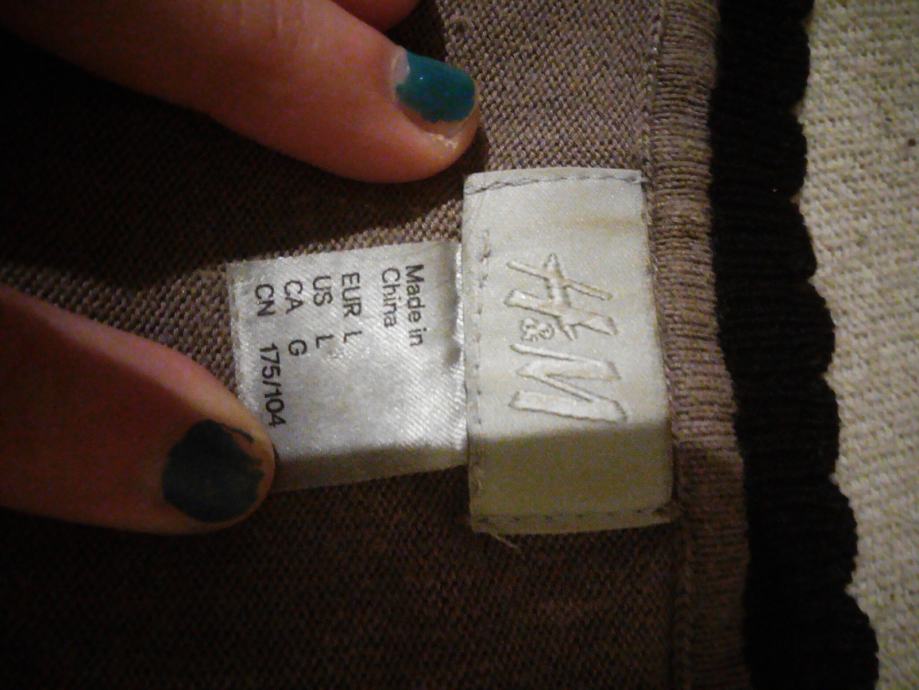 H&M
Made in
China
EUR L
US L
CA G
CN 175/104